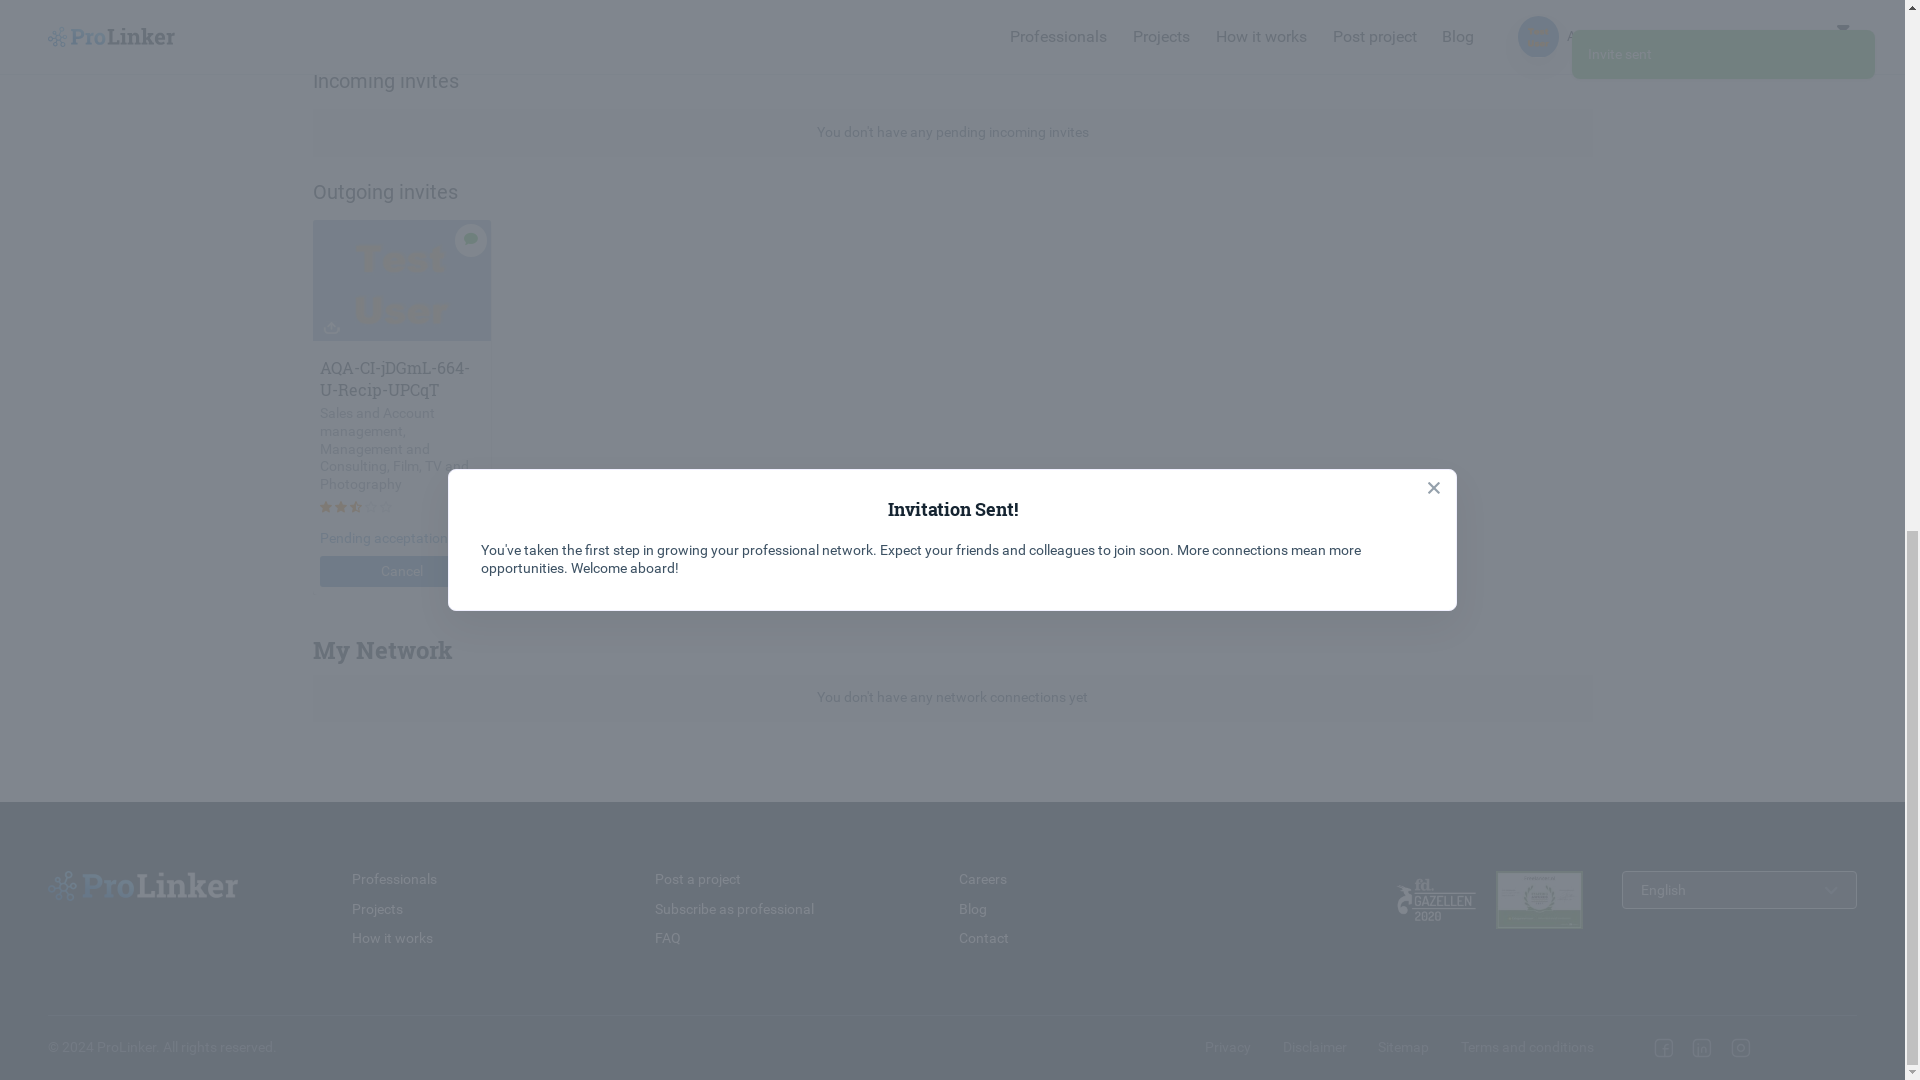 ProLinker
Professionals
Projects
How it works
Post project
Blog
Invite sent
Incoming invites
You don't have any pending incoming invites
Outgoing invites
Test
User
AQA-CI-jDGmL-664-
U-Recip-UPCqT
Sales and Account
management,
Management and
Consulting, Film, TV and
Photography
Pending acceptation
Cancel
Invitation Sent!
You've taken the first step in growing your professional network. Expect your friends and colleagues to join soon. More connections mean more
opportunities. Welcome aboard!
My Network
You don't have any network connections yet
ProLinker
Professionals
Projects
How it works
Post a project
Subscribe as professional
FAQ
Careers
Blog
Contact
fd.
GAZELLEN
2020
English
© 2024 ProLinker. All rights reserved
Privacy
Disclaimer
Sitemap
Terms and conditions